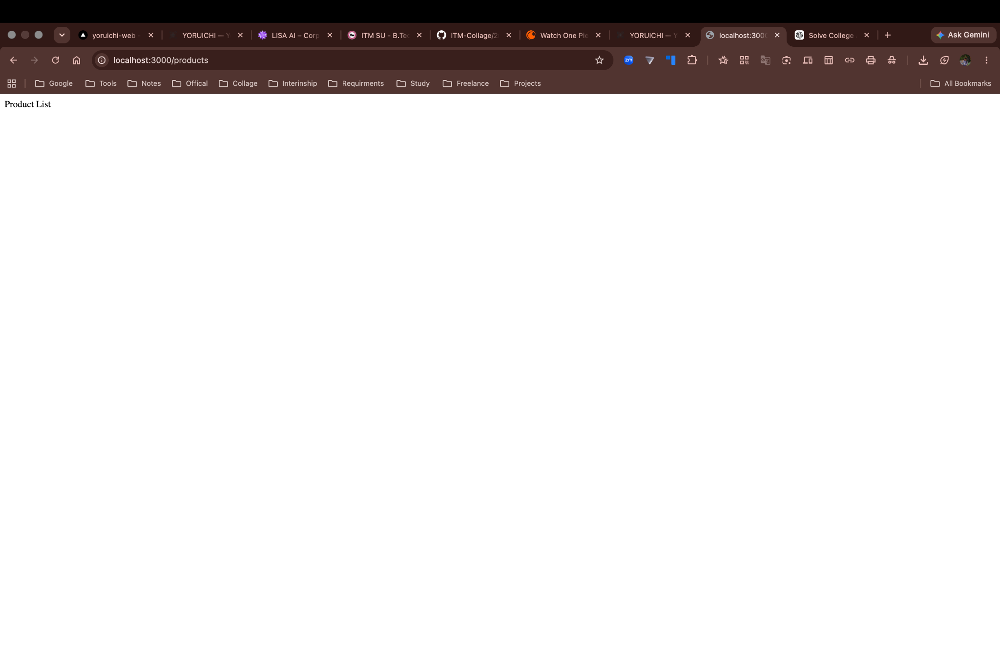 yoruichi-web -
YORUICHI — Y
LISA AI – Corp
ITM SU - B.Te
ITM-Collage/2
Watch One Pie
YORUICHI — Y
localhost:300
Solve College
Ask Gemini
localhost:3000/products
zm
Google
Tools
Notes
Offical
Collage
Interinship
Requirments
Study
Freelance
Projects
All Bookmarks
Product List